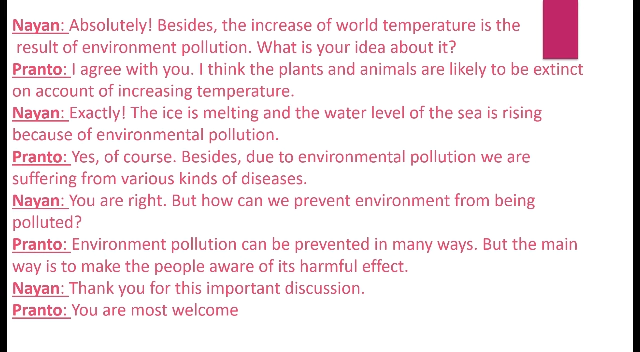 Nayan: Absolutely! Besides, the increase of world temperature is the
result of environment pollution. What is your idea about it?
Pranto: I agree with you. I think the plants and animals are likely to be extinct
on account of increasing temperature.
Nayan: Exactly! The ice is melting and the water level of the sea is rising
because of environmental pollution.
Pranto: Yes, of course. Besides, due to environmental pollution we are
suffering from various kinds of diseases.
Nayan: You are right. But how can we prevent environment from being
polluted?
Pranto: Environment pollution can be prevented in many ways. But the main
way is to make the people aware of its harmful effect.
Nayan: Thank you for this important discussion.
Pranto: You are most welcome